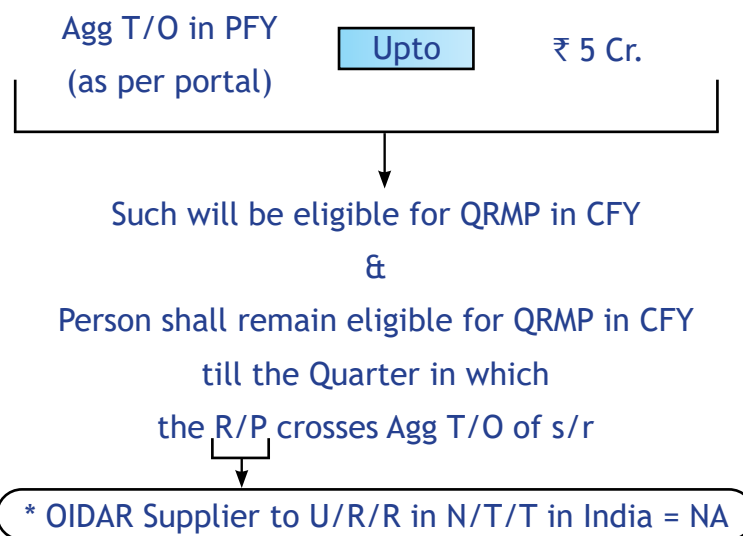 Agg T/O in PFY
(as per portal)
Upto
₹ 5 Cr.
Such will be eligible for QRMP in CFY
&
Person shall remain eligible for QRMP in CFY
till the Quarter in which
the R/P crosses Agg T/O of s/r
* OIDAR Supplier to U/R/R in N/T/T in India = NA